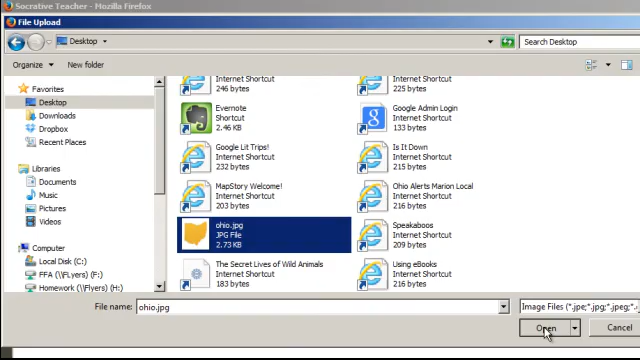 Socrative Teacher - Mozilla Firefox
File Upload
Desktop
Search Desktop
Organize
New folder
Favorites
Desktop
Downloads
Dropbox
Recent Places
Libraries
Documents
Music
Pictures
Videos
Computer
Local Disk (C:)
FFA (\\FLyers) (F:)
Homework (\\Flyers) (H:)
Internet Shortcut
246 bytes
Internet Shortcut
225 bytes
Evernote
Shortcut
2.46 KB
Google Admin Login
Internet Shortcut
133 bytes
Google Lit Trips!
Internet Shortcut
232 bytes
Is It Down
Internet Shortcut
215 bytes
MapStory Welcome!
Internet Shortcut
203 bytes
Ohio Alerts Marion Local
Internet Shortcut
216 bytes
ohio.jpg
JPG File
2.73 KB
Speakaboos
Internet Shortcut
209 bytes
The Secret Lives of Wild Animals
Internet Shortcut
183 bytes
Using eBooks
Internet Shortcut
216 bytes
File name:
ohio.jpg
Image Files (*.jpe;*.jpg;*.jpeg;*.
Open
Cancel